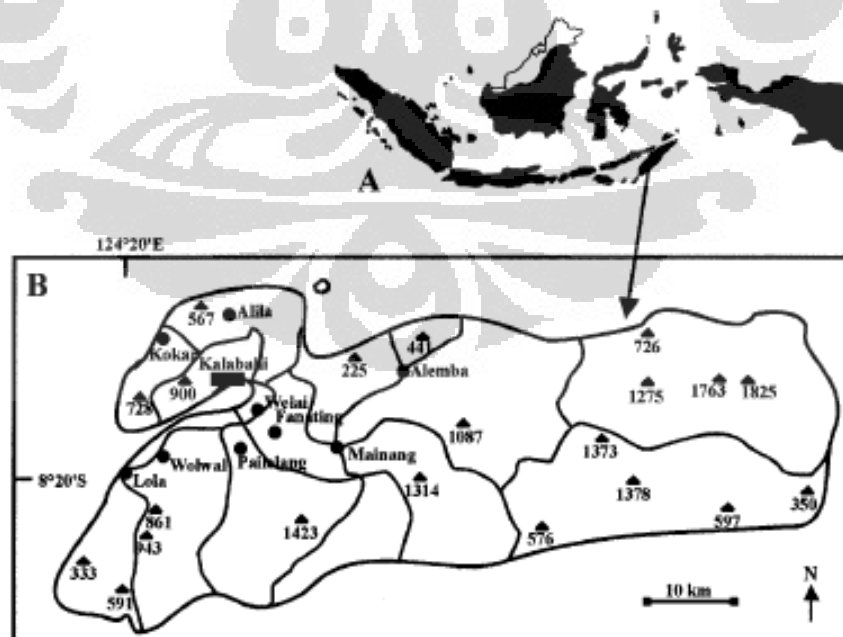 A
124°20'E
B
567
Alila
Kokar
Kalabahi
441
726
225
Alemba
728
900
1275
1763
1825
Welai
Fanating
1087
Mainang
1373
Wolwal
Pailelang
8°20'S
Lola
1314
1378
350
861
943
1423
576
597
333
591
10 km
N